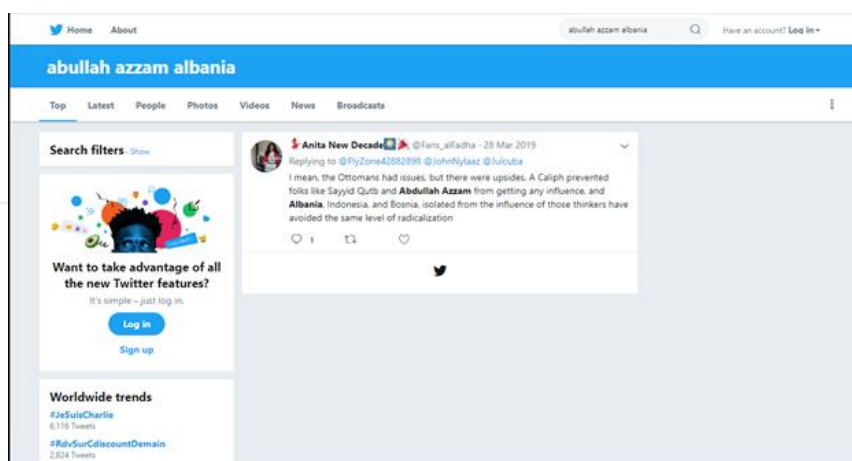 Home About
abullah azzam albania
Have an account? Log in
abullah azzam albania
Top Latest People Photos Videos News Broadcasts
Search filters · Show
Want to take advantage of all
the new Twitter features?
It's simple – just log in.
Log in
Sign up
Worldwide trends
#JeSuisCharlie
6,116 Tweets
#RdvSurCdiscountDemain
2,824 Tweets
Anita New Decade @Faris_alFadha · 28 Mar 2019
Replying to @FlyZone42882898 @JohnNylaaz @Julcuba
I mean, the Ottomans had issues, but there were upsides. A Caliph prevented
folks like Sayyid Qutb and Abdullah Azzam from getting any influence, and
Albania, Indonesia, and Bosnia, isolated from the influence of those thinkers have
avoided the same level of radicalization
1